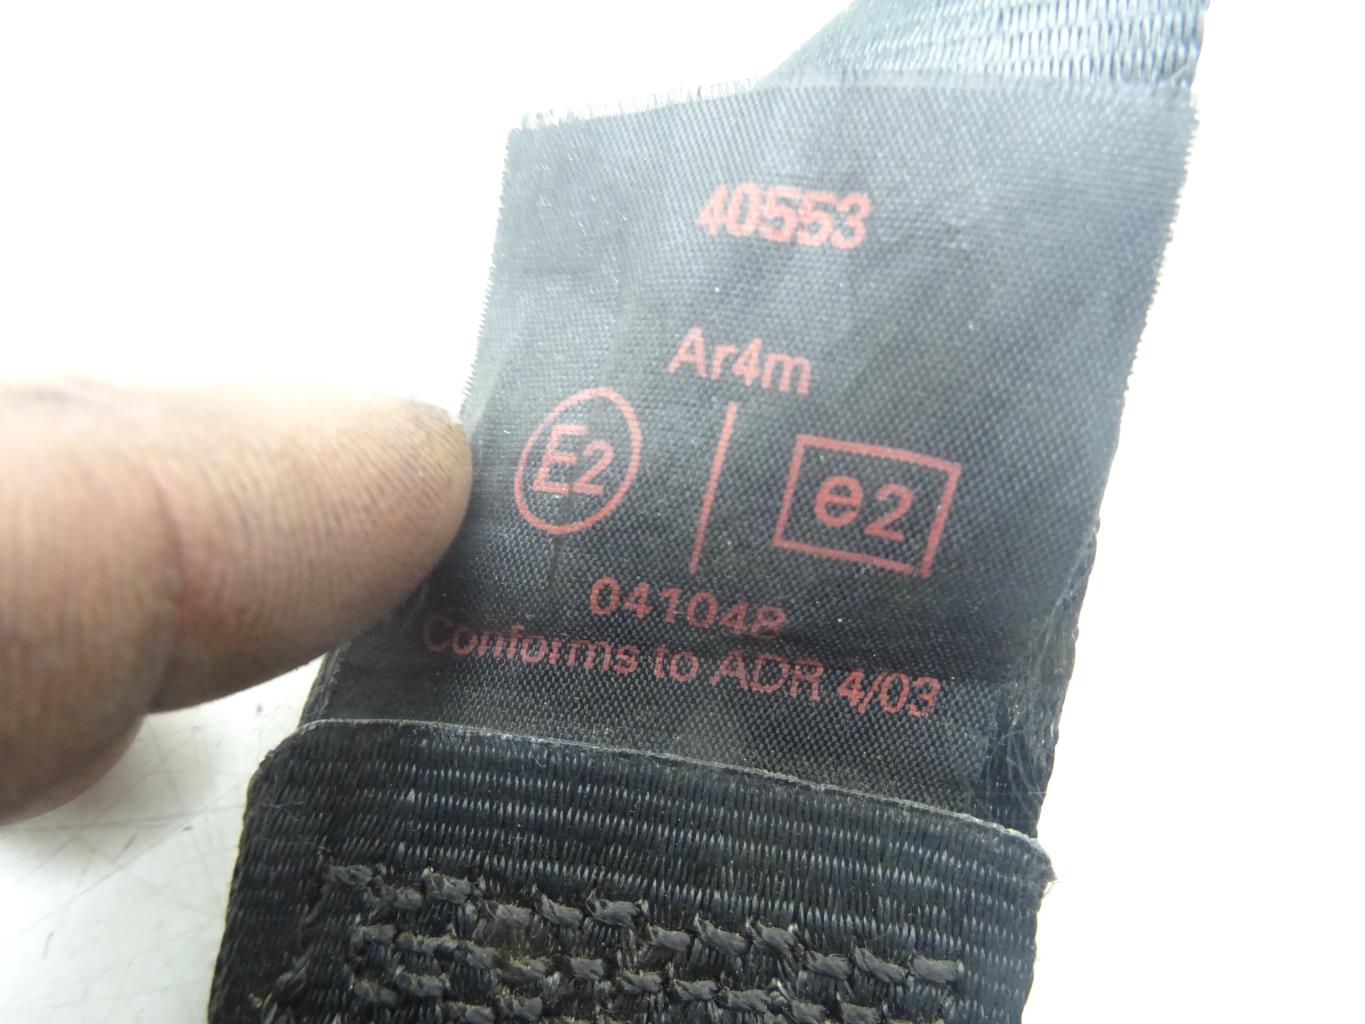 40553
Ar4m
E2 e2
041048
Conforms to ADR 4/03